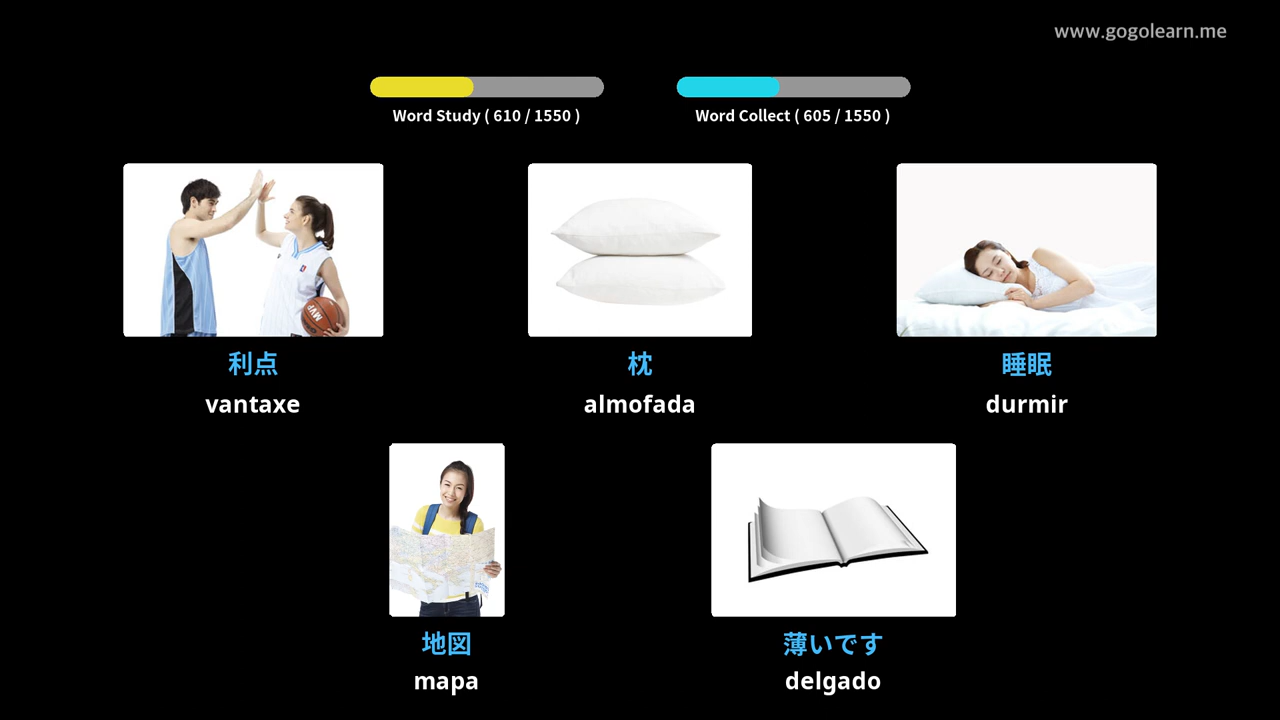 www.gogolearn.me
Word Study ( 610 / 1550 )
Word Collect ( 605 / 1550 )
利点
vantaxe
枕
almofada
睡眠
durmir
地図
mapa
薄いです
delgado
MVP